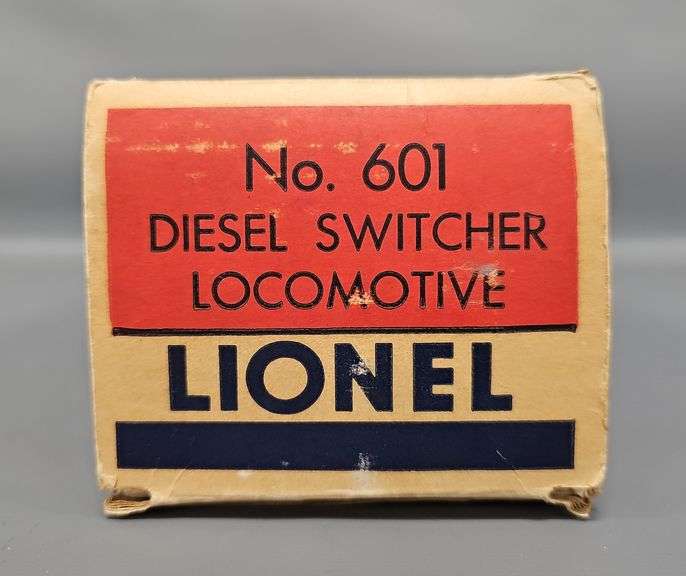 No. 601
DIESEL SWITCHER
LOCOMOTIVE
LIONEL